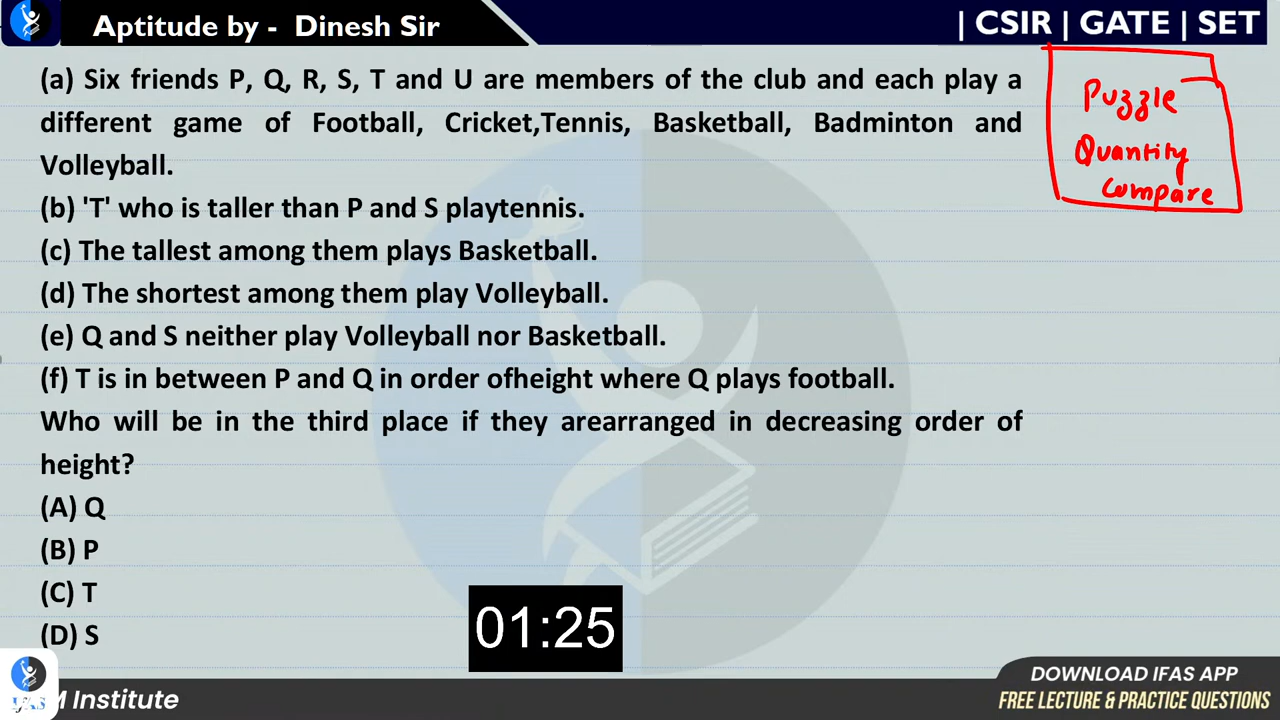 Aptitude by - Dinesh Sir
| CSIR | GATE | SET
(a) Six friends P, Q, R, S, T and U are members of the club and each play a
different game of Football, Cricket,Tennis, Basketball, Badminton and
Volleyball.
(b) 'T' who is taller than P and S playtennis.
(c) The tallest among them plays Basketball.
(d) The shortest among them play Volleyball.
(e) Q and S neither play Volleyball nor Basketball.
(f) T is in between P and Q in order ofheight where Q plays football.
Who will be in the third place if they arearranged in decreasing order of
height?
(A) Q
(B) P
(C) T
(D) S
Puzzle
Quantity
Compare
01:25
IFAS
M Institute
DOWNLOAD IFAS APP
FREE LECTURE & PRACTICE QUESTIONS